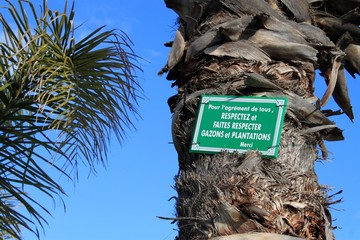 Pour l'agrément de tous,
RESPECTEZ et
FAITES RESPECTER
GAZONS et PLANTATIONS
Merci